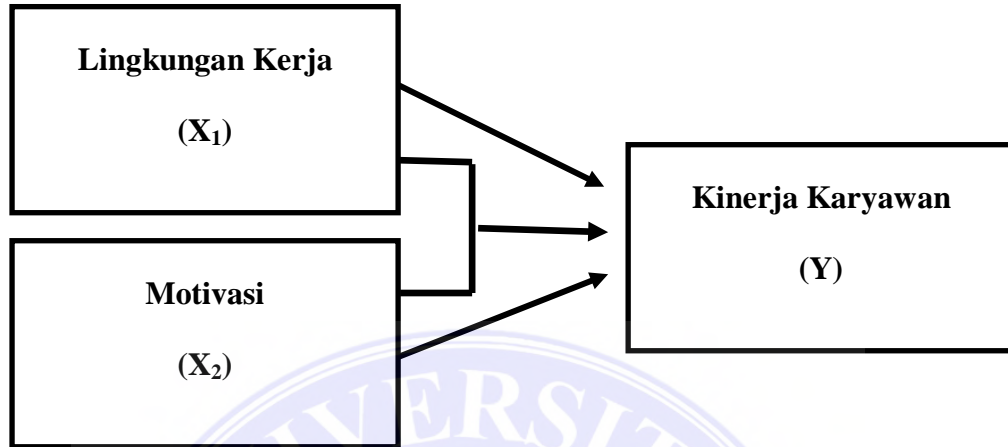 Lingkungan Kerja
(X₁)
Motivasi
(X₂)
Kinerja Karyawan
(Y)